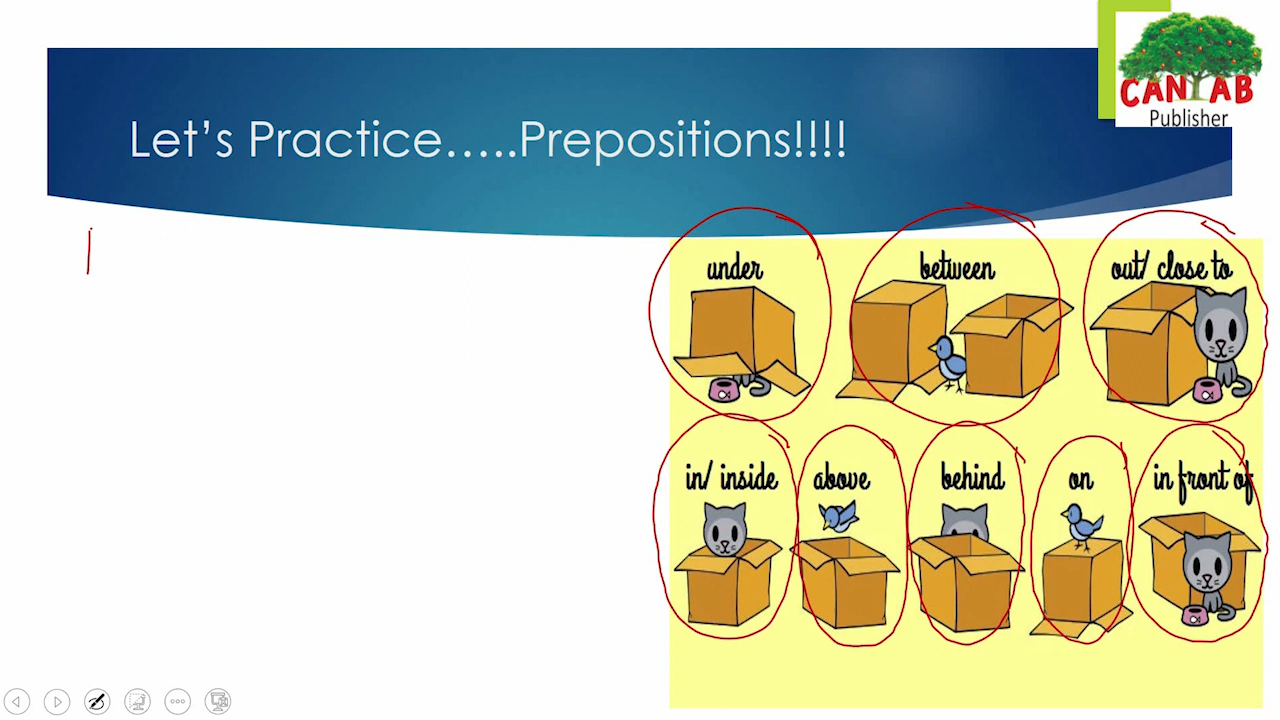 Let's Practice.....Prepositions!!!!
CANTAB
Publisher
under between out/ close to
in/ inside above behind on in front of